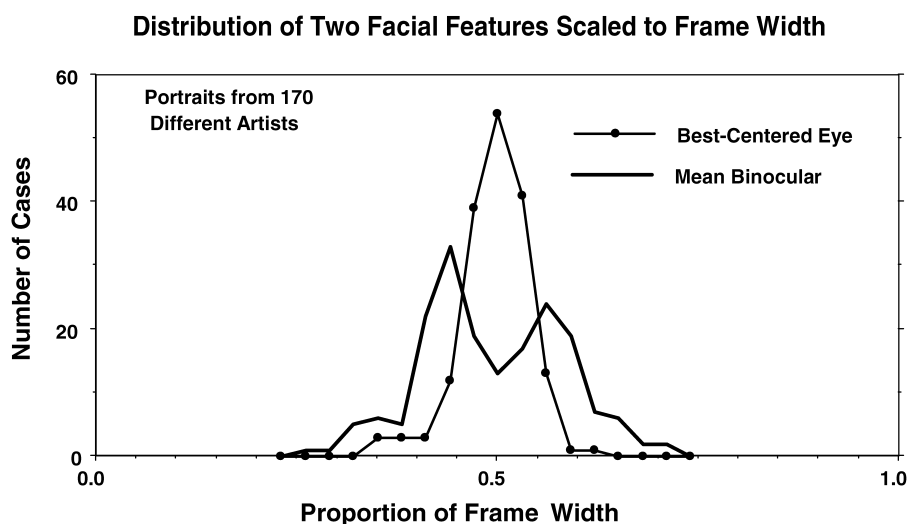 Distribution of Two Facial Features Scaled to Frame Width
60
Portraits from 170
Different Artists
Best-Centered Eye
Mean Binocular
40
20
0
Number of Cases
0.0
0.5
1.0
Proportion of Frame Width